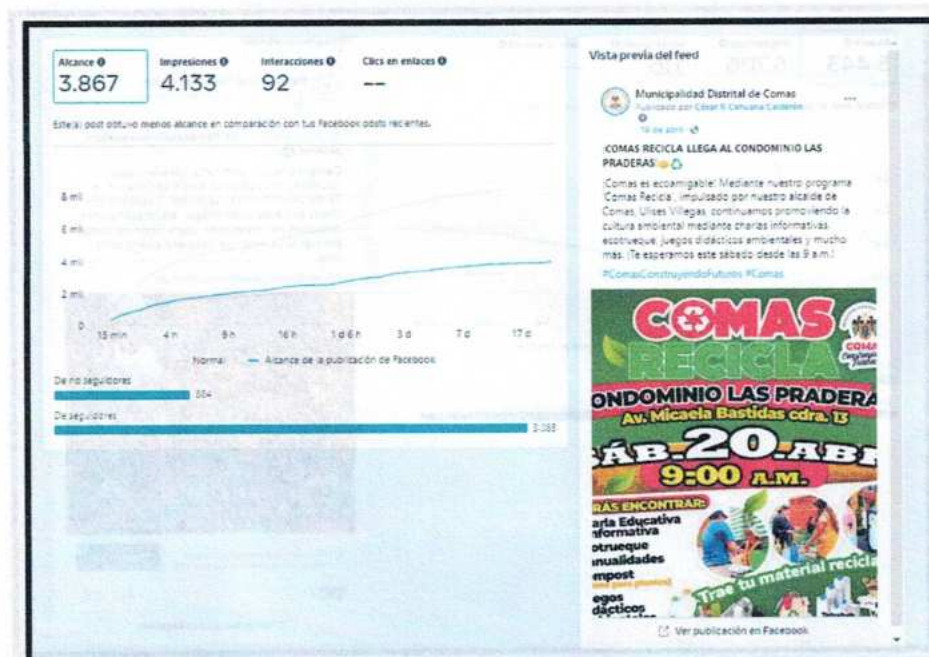 Alcance
Impresiones
Interacciones
Clics en enlaces
3.867
4.133
92
--
Este(a) post obtuvo menos alcance en comparación con tus Facebook posts recientes.
8 mil
6 mil
4 mil
2 mil
0
15 min
4 h
9 h
16 h
1 d 6 h
3 d
7 d
17 d
Normal
Alcance de la publicación de Facebook
De no seguidores
De seguidores
Vista previa del feed
Municipalidad Distrital de Comas
Publicado por César
19 de abril
¡COMAS RECICLA LLEGA AL CONDOMINIO LAS
PRADERAS!
¡Comas es ecoamigable! Mediante nuestro programa
'Comas Recicla', impulsado por nuestro alcalde de
Comas, Ulises Villegas, continuamos promoviendo la
cultura ambiental mediante charlas informativas,
ecotrueque, juegos didácticos ambientales y mucho
más. ¡Te esperamos este sábado desde las 9 a.m.!
#ComasConstruyendoFuturos #Comas
COMAS
RECICLA
ONDOMINIO LAS PRADERA
Av. Micaela Bastidas cdra. 13
SÁB.20.ABR
9:00 A.M.
RÁS ENCONTRAR:
arla Educativa
nformativa
otrueque
anualidades
mpost
egos
dácticos
Trae tu material recicla
Ver publicación en Facebook